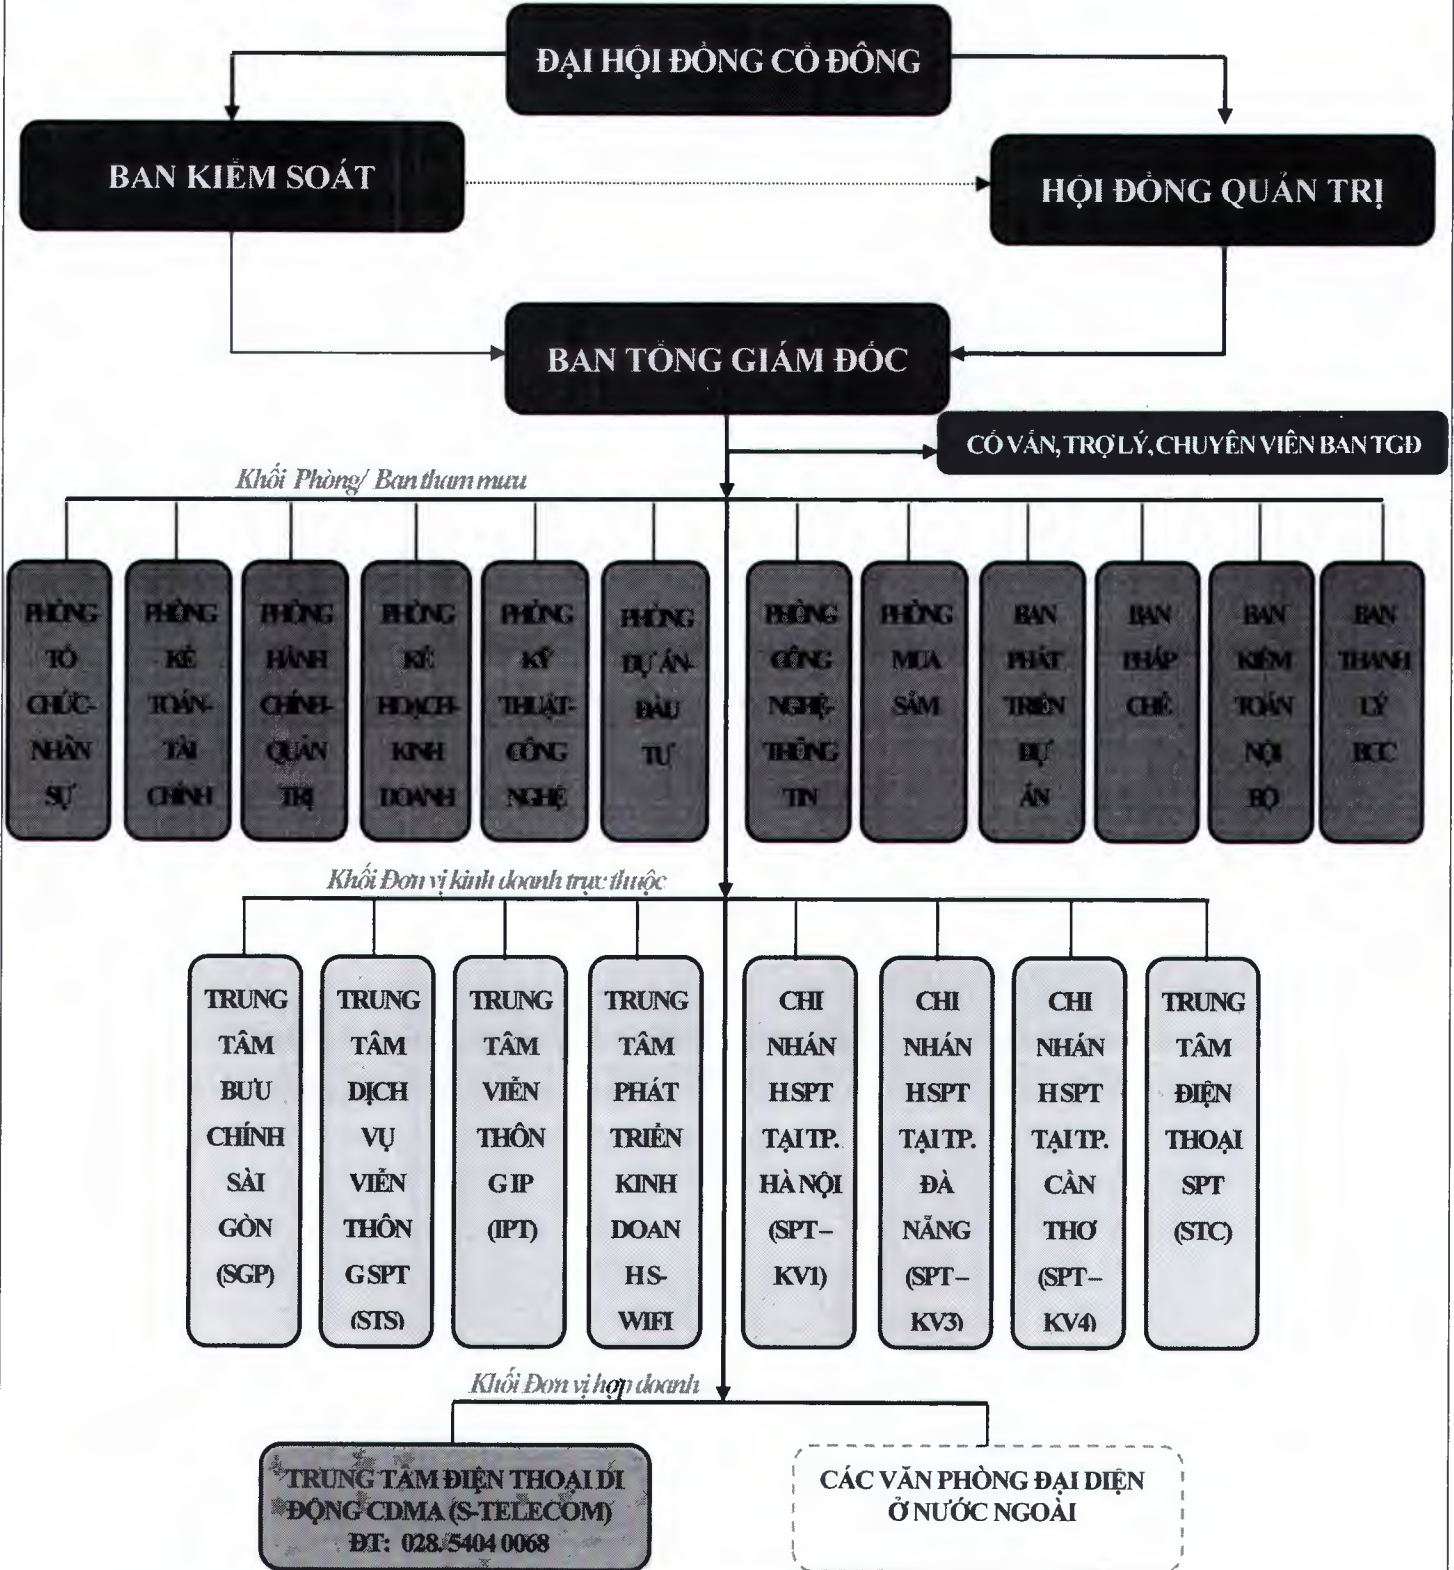 ĐẠI HỘI ĐỒNG CỔ ĐÔNG
BAN KIỂM SOÁT
HỘI ĐỒNG QUẢN TRỊ
BAN TỔNG GIÁM ĐỐC
CỐ VẤN, TRỢ LÝ, CHUYÊN VIÊN BAN TGĐ
Khối Phòng/ Ban tham mưu
PHÒNG
TỔ
CHỨC-
NHÂN
SỰ
PHÒNG
KẾ
TOÁN-
TÀI
CHÍNH
PHÒNG
HÀNH
CHÍNH-
QUẢN
TRỊ
PHÒNG
KẾ
HOẠCH-
KINH
DOANH
PHÒNG
KỸ
THUẬT-
CÔNG
NGHỆ
PHÒNG
DỰ ÁN-
ĐẦU
TƯ
PHÒNG
CÔNG
NGHỆ-
THÔNG
TIN
PHÒNG
MUA
SẮM
BAN
PHÁT
TRIỂN
DỰ
ÁN
BAN
PHÁP
CHẾ
BAN
KIỂM
TOÁN
NỘI
BỘ
BAN
THANH
LÝ
BCC
Khối Đơn vị kinh doanh trực thuộc
TRUNG
TÂM
BƯU
CHÍNH
SÀI
GÒN
(SGP)
TRUNG
TÂM
DỊCH
VỤ
VIỄN
THÔN
G SPT
(STS)
TRUNG
TÂM
VIỄN
THÔN
G IP
(IPT)
TRUNG
TÂM
PHÁT
TRIỂN
KINH
DOAN
H S-
WIFI
CHI
NHÁN
H SPT
TẠI TP.
HÀ NỘI
(SPT–
KV1)
CHI
NHÁN
H SPT
TẠI TP.
ĐÀ
NẴNG
(SPT–
KV3)
CHI
NHÁN
H SPT
TẠI TP.
CẦN
THƠ
(SPT–
KV4)
TRUNG
TÂM
ĐIỆN
THOẠI
SPT
(STC)
Khối Đơn vị hợp doanh
TRUNG TÂM ĐIỆN THOẠI DI
ĐỘNG CDMA (S-TELECOM)
ĐT: 028. 5404 0068
CÁC VĂN PHÒNG ĐẠI DIỆN
Ở NƯỚC NGOÀI